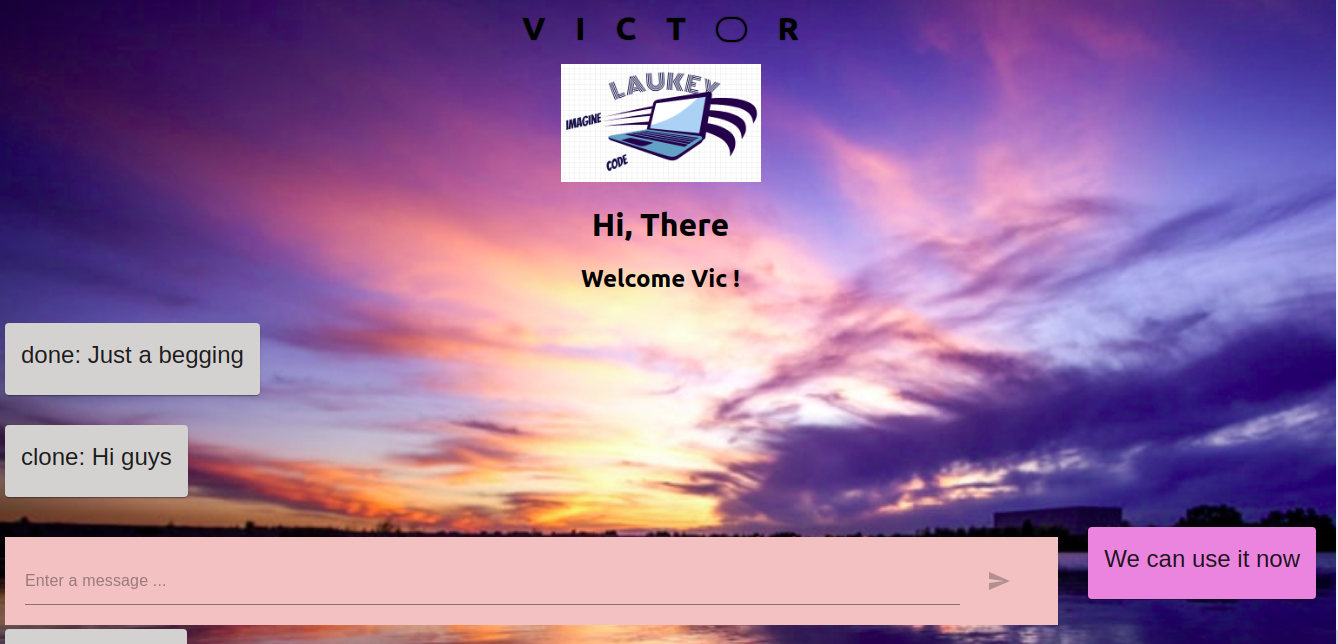 V I C T O R
LAUKEY
IMAGINE
CODE
Hi, There
Welcome Vic !
done: Just a begging
clone: Hi guys
We can use it now
Enter a message ...